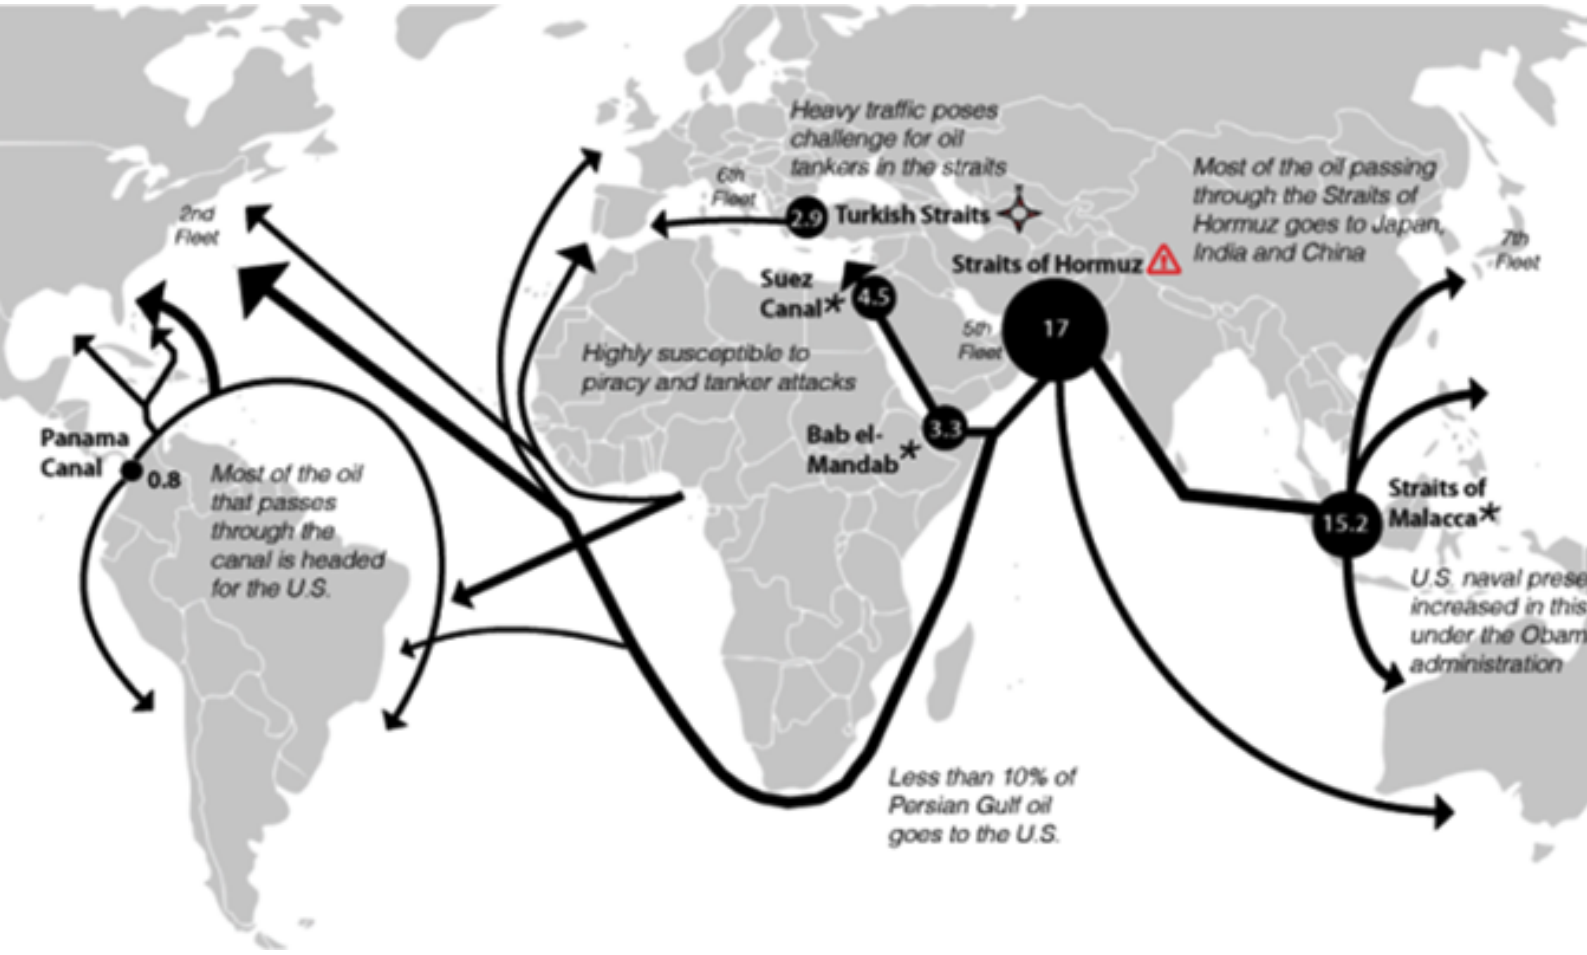 Heavy traffic poses
challenge for oil
tankers in the straits
6th
Fleet
2.9 Turkish Straits
Most of the oil passing
through the Straits of
Hormuz goes to Japan,
India and China
2nd
Fleet
7th
Fleet
Straits of Hormuz
Suez
Canal*
4.5
17
5th
Fleet
Highly susceptible to
piracy and tanker attacks
Bab el-
Mandab*
3.3
Panama
Canal
0.8
Most of the oil
that passes
through the
canal is headed
for the U.S.
Straits of
Malacca*
15.2
U.S. naval prese
increased in this
under the Obam
administration
Less than 10% of
Persian Gulf oil
goes to the U.S.